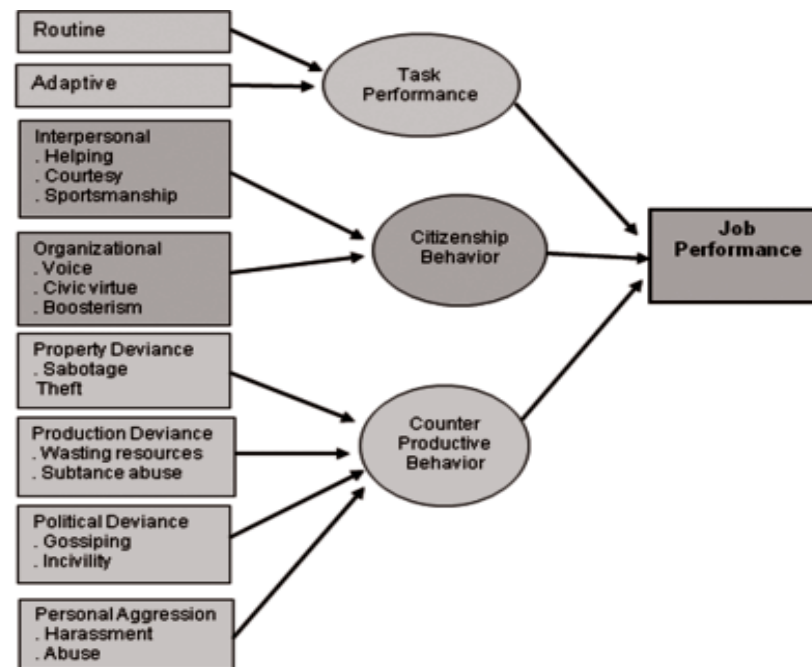 Routine
Adaptive
Interpersonal
. Helping
. Courtesy
. Sportsmanship
Organizational
. Voice
. Civic virtue
. Boosterism
Property Deviance
. Sabotage
Theft
Production Deviance
. Wasting resources
. Subtance abuse
Political Deviance
. Gossiping
. Incivility
Personal Aggression
. Harassment
. Abuse
Task
Performance
Citizenship
Behavior
Counter
Productive
Behavior
Job
Performance